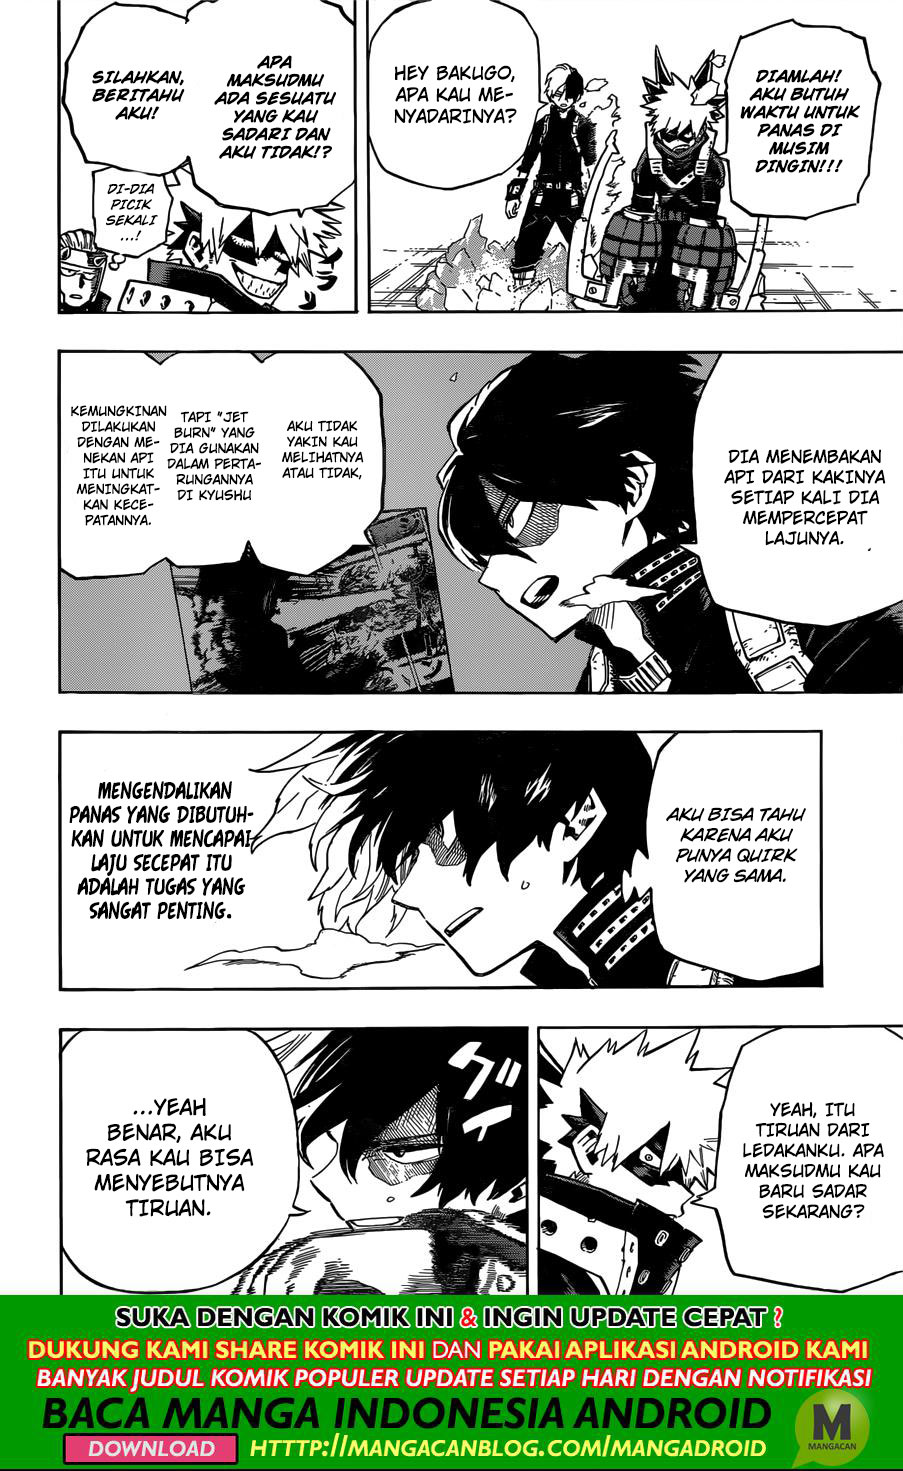 DIAMLAH!
AKU BUTUH
WAKTU UNTUK
PANAS DI
MUSIM
DINGIN!!!
HEY BAKUGO,
APA KAU ME-
NYADARINYA?
APA
MAKSUDMU
ADA SESUATU
YANG KAU
SADARI DAN
AKU TIDAK!?
SILAHKAN,
BERITAHU
AKU!
DI-DIA
PICIK
SEKALI
...!
DIA MENEMBAKAN
API DARI KAKINYA
SETIAP KALI DIA
MEMPERCEPAT
LAJUNYA.
AKU TIDAK
YAKIN KAU
MELIHATNYA
ATAU TIDAK,
TAPI "JET
BURN" YANG
DIA GUNAKAN
DALAM PERTA-
RUNGANNYA
DI KYUSHU
KEMUNGKINAN
DILAKUKAN
DENGAN ME-
NEKAN API
ITU UNTUK
MENINGKAT-
KAN KECE-
PATANNYA.
AKU BISA TAHU
KARENA AKU
PUNYA QUIRK
YANG SAMA.
MENGENDALIKAN
PANAS YANG DIBUTUH-
KAN UNTUK MENCAPAI
LAJU SECEPAT ITU
ADALAH TUGAS YANG
SANGAT PENTING.
YEAH, ITU
TIRUAN DARI
LEDAKANKU. APA
MAKSUDMU KAU
BARU SADAR
SEKARANG?
グイ
...YEAH
BENAR, AKU
RASA KAU BISA
MENYEBUTNYA
TIRUAN.
SUKA DENGAN KOMIK INI & INGIN UPDATE CEPAT ?
DUKUNG KAMI SHARE KOMIK INI DAN PAKAI APLIKASI ANDROID KAMI
BANYAK JUDUL KOMIK POPULER UPDATE SETIAP HARI DENGAN NOTIFIKASI
BACA MANGA INDONESIA ANDROID
DOWNLOAD HTTTP://MANGACANBLOG.COM/MANGADROID
M
MANGACAN